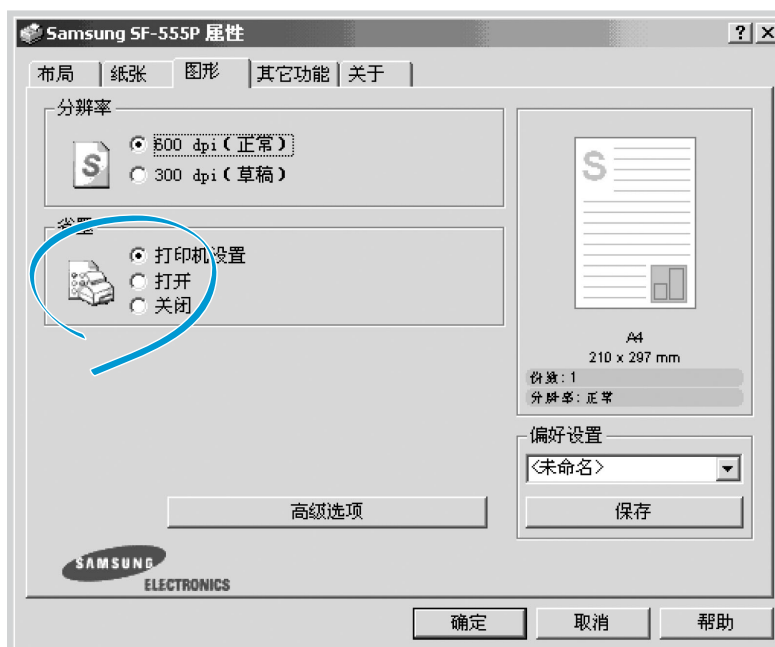 Samsung SF-555P 属性
布局 纸张 图形 其它功能 关于
分辨率
600 dpi(正常)
300 dpi(草稿)
省墨
打印机设置
打开
关闭
S
S
A4
210 x 297 mm
份数:1
分辨率:正常
偏好设置
<未命名>
保存
高级选项
SAMSUNG
ELECTRONICS
确定 取消 帮助